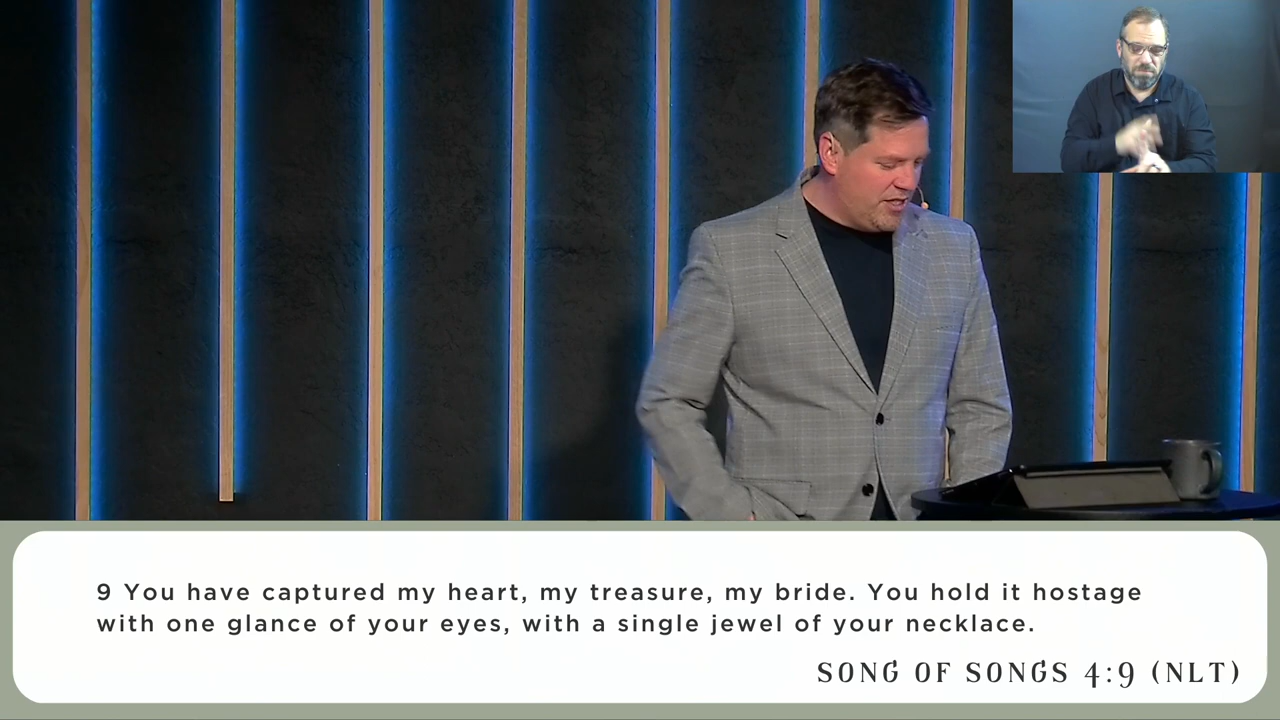 9 You have captured my heart, my treasure, my bride. You hold it hostage
with one glance of your eyes, with a single jewel of your necklace.
SONG OF SONGS 4:9 (NLT)